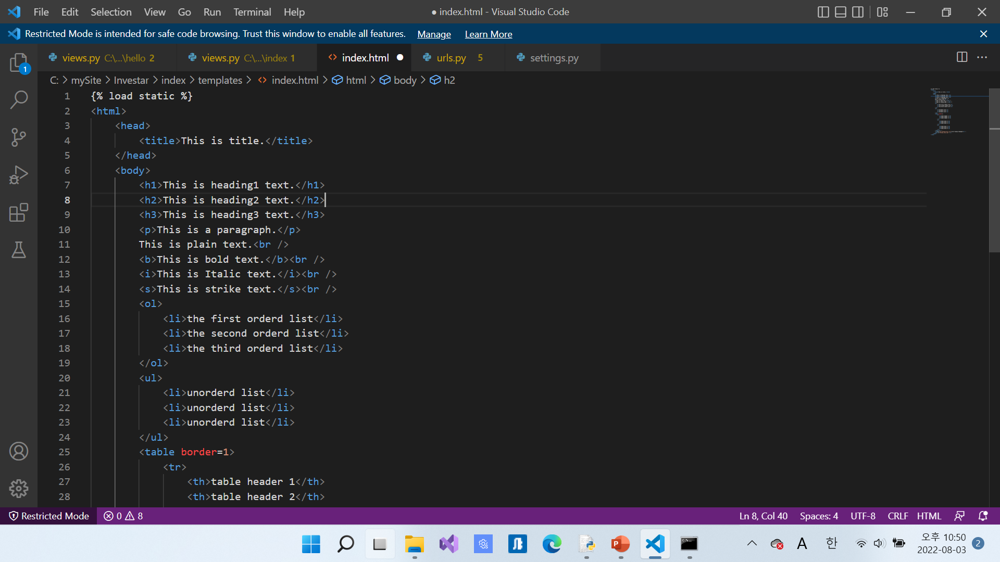 File Edit Selection View Go Run Terminal Help ● index.html - Visual Studio Code
Restricted Mode is intended for safe code browsing. Trust this window to enable all features. Manage Learn More
views.py C:\...\hello 2 views.py C:\...\index 1 index.html ● urls.py 5 settings.py
1
C: > mySite > Investar > index > templates > <> index.html > html > body > h2
1 {% load static %}
2 <html>
3 <head>
4 <title>This is title.</title>
5 </head>
6 <body>
7 <h1>This is heading1 text.</h1>
8 <h2>This is heading2 text.</h2>
9 <h3>This is heading3 text.</h3>
10 <p>This is a paragraph.</p>
11 This is plain text.<br />
12 <b>This is bold text.</b><br />
13 <i>This is Italic text.</i><br />
14 <s>This is strike text.</s><br />
15 <ol>
16 <li>the first orderd list</li>
17 <li>the second orderd list</li>
18 <li>the third orderd list</li>
19 </ol>
20 <ul>
21 <li>unorderd list</li>
22 <li>unorderd list</li>
23 <li>unorderd list</li>
24 </ul>
25 <table border=1>
26 <tr>
27 <th>table header 1</th>
28 <th>table header 2</th>
Restricted Mode 0 8 Ln 8, Col 40 Spaces: 4 UTF-8 CRLF HTML
A 한 오후 10:50
2022-08-03 2